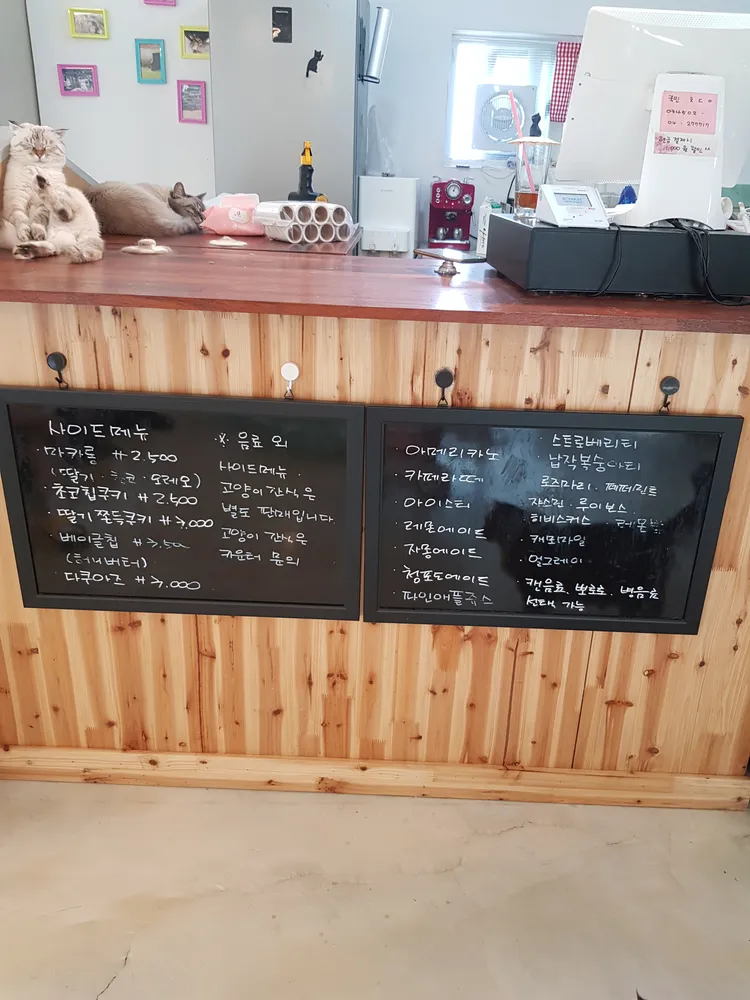 국민
현금 결제시
사이드메뉴
· 마카롱 ₩2,500
(딸기 · 초코 · 오레오)
· 초코칩쿠키 ₩2,500
· 딸기쫀득쿠키 ₩3,000
· 베이글칩
다쿠아즈 ₩3,000
※ 음료 외
사이드메뉴
고양이간식은
별도 판매입니다
고양이 간식은
카운터 문의
· 아메리카노
· 카페라떼
· 아이스티
· 레몬에이드
· 자몽에이드
· 청포도에이드
· 파인애플쥬스
· 스트로베리티
· 납작복숭아티
· 로즈마리 · 페퍼민트
· 쟈스민 · 루이보스
· 히비스커스
· 캐모마일
· 얼그레이
· 캔음료, 뽀로로, 병음료
선택 가능